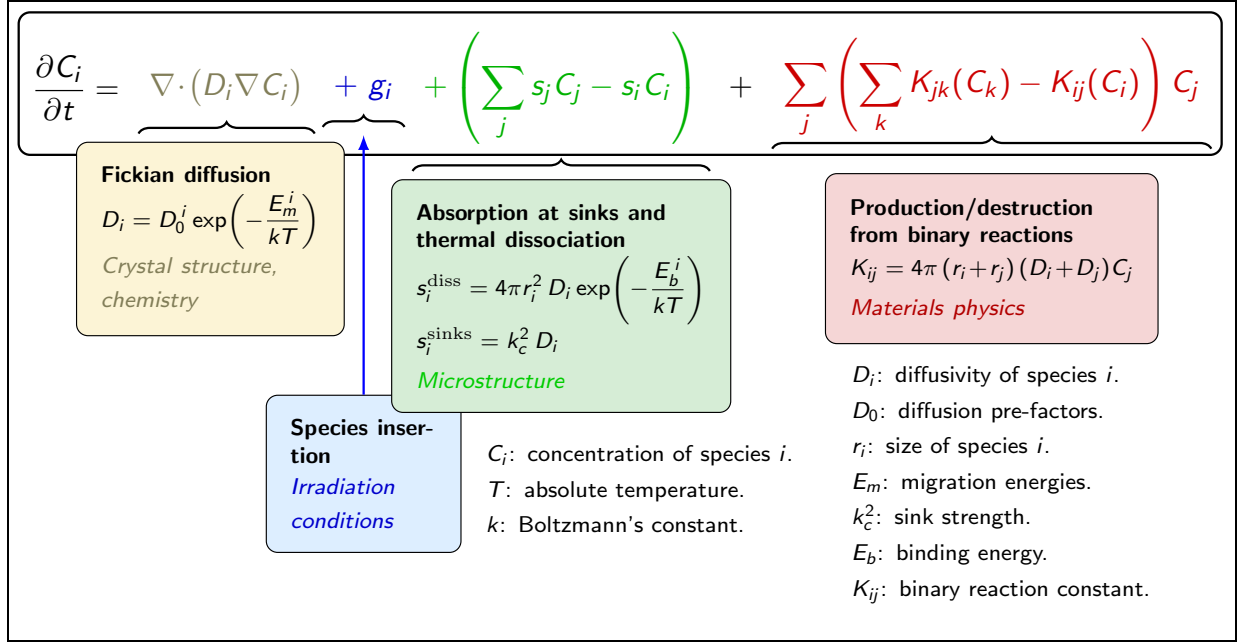 ∂C_i/∂t = ∇·(D_i∇C_i) + g_i + (∑_j s_j C_j − s_i C_i) + ∑_j (∑_k K_jk(C_k) − K_ij(C_i)) C_j
Fickian diffusion
D_i = D_0^i exp(−E_m^i/kT)
Crystal structure,
chemistry
Species inser-
tion
Irradiation
conditions
Absorption at sinks and
thermal dissociation
s_i^diss = 4πr_i^2 D_i exp(−E_b^i/kT)
s_i^sinks = k_c^2 D_i
Microstructure
Production/destruction
from binary reactions
K_ij = 4π (r_i+r_j) (D_i+D_j)C_j
Materials physics
C_i: concentration of species i.
T: absolute temperature.
k: Boltzmann's constant.
D_i: diffusivity of species i.
D_0: diffusion pre-factors.
r_i: size of species i.
E_m: migration energies.
k_c^2: sink strength.
E_b: binding energy.
K_ij: binary reaction constant.